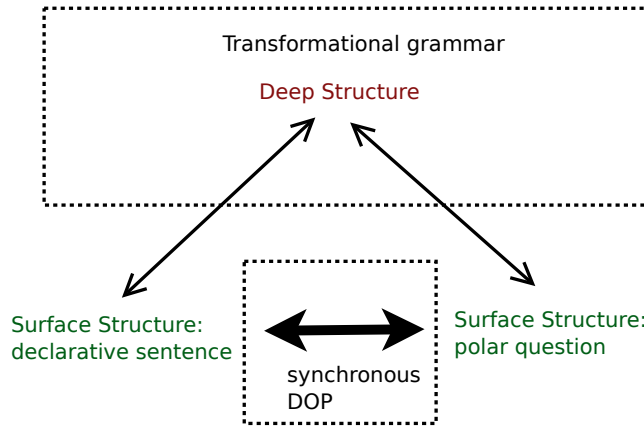 Transformational grammar
Deep Structure
Surface Structure:
declarative sentence
synchronous
DOP
Surface Structure:
polar question